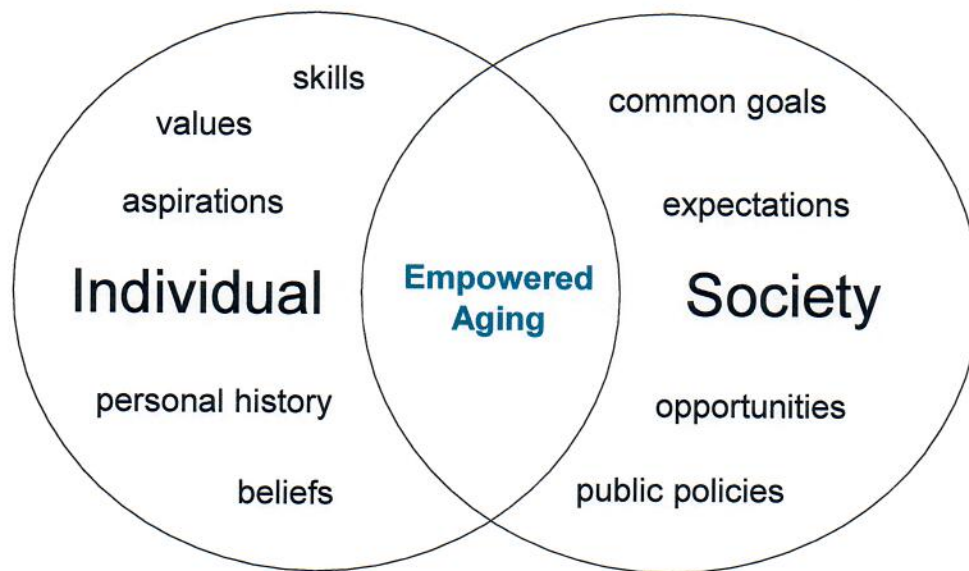 skills
values
aspirations
Individual
personal history
beliefs
Empowered
Aging
common goals
expectations
Society
opportunities
public policies